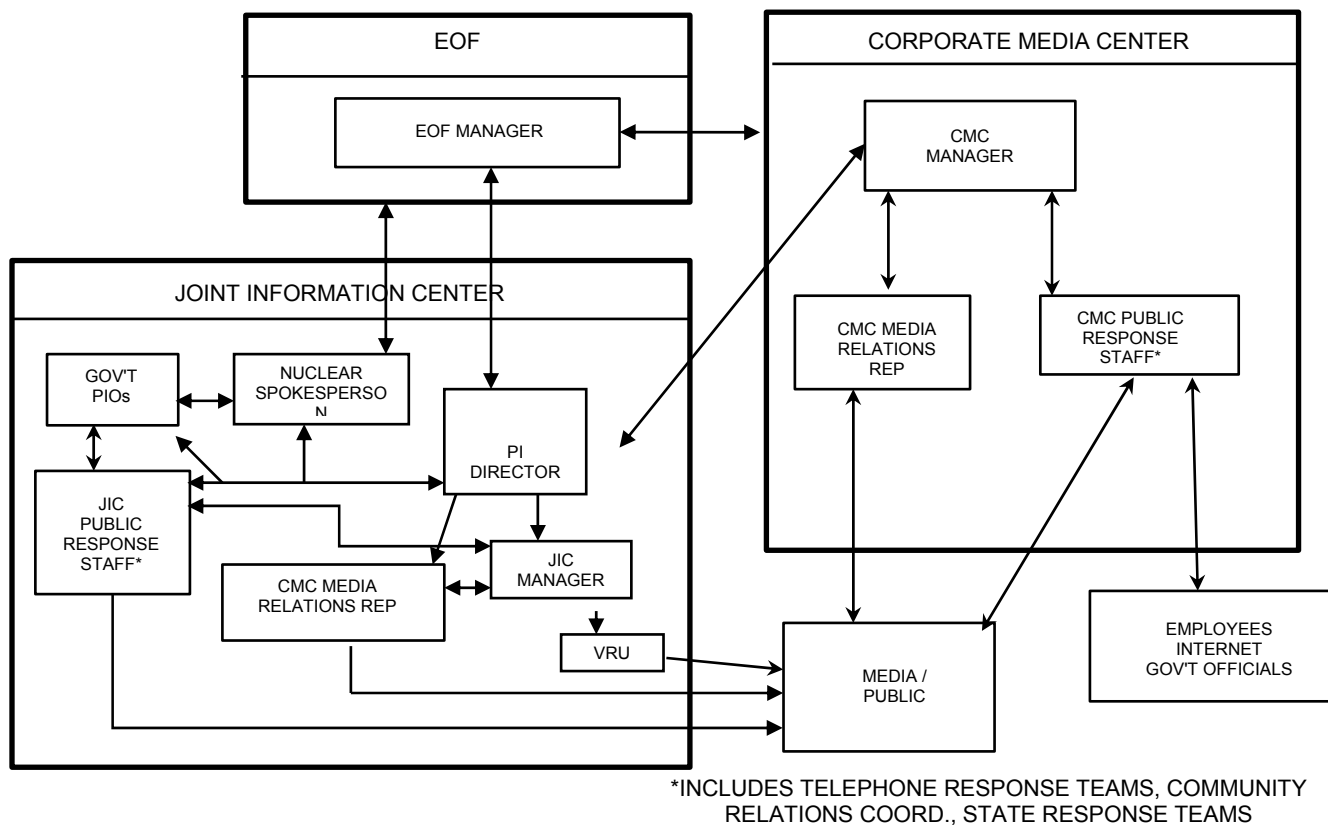 EOF
EOF MANAGER
CORPORATE MEDIA CENTER
CMC
MANAGER
CMC MEDIA
RELATIONS
REP
CMC PUBLIC
RESPONSE
STAFF*
JOINT INFORMATION CENTER
GOV'T
PIOs
NUCLEAR
SPOKESPERSO
N
PI
DIRECTOR
JIC
PUBLIC
RESPONSE
STAFF*
CMC MEDIA
RELATIONS REP
JIC
MANAGER
VRU
MEDIA /
PUBLIC
EMPLOYEES
INTERNET
GOV'T OFFICIALS
*INCLUDES TELEPHONE RESPONSE TEAMS, COMMUNITY
RELATIONS COORD., STATE RESPONSE TEAMS